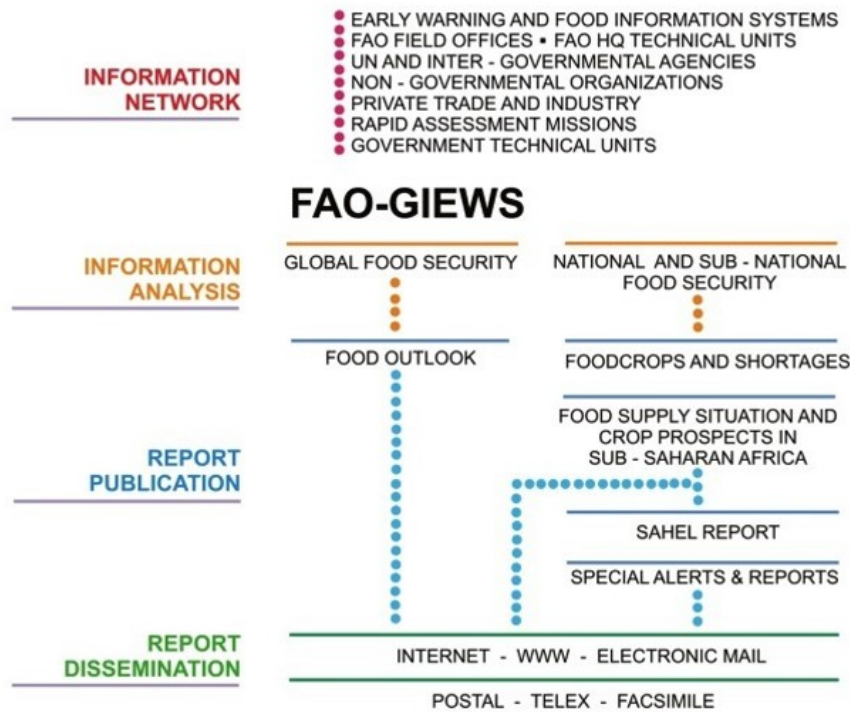 EARLY WARNING AND FOOD INFORMATION SYSTEMS
FAO FIELD OFFICES ▪ FAO HQ TECHNICAL UNITS
UN AND INTER - GOVERNMENTAL AGENCIES
NON - GOVERNMENTAL ORGANIZATIONS
PRIVATE TRADE AND INDUSTRY
RAPID ASSESSMENT MISSIONS
GOVERNMENT TECHNICAL UNITS
INFORMATION
NETWORK
FAO-GIEWS
INFORMATION
ANALYSIS
GLOBAL FOOD SECURITY
NATIONAL AND SUB - NATIONAL
FOOD SECURITY
FOOD OUTLOOK
FOODCROPS AND SHORTAGES
FOOD SUPPLY SITUATION AND
CROP PROSPECTS IN
SUB - SAHARAN AFRICA
REPORT
PUBLICATION
SAHEL REPORT
SPECIAL ALERTS & REPORTS
REPORT
DISSEMINATION
INTERNET - WWW - ELECTRONIC MAIL
POSTAL - TELEX - FACSIMILE